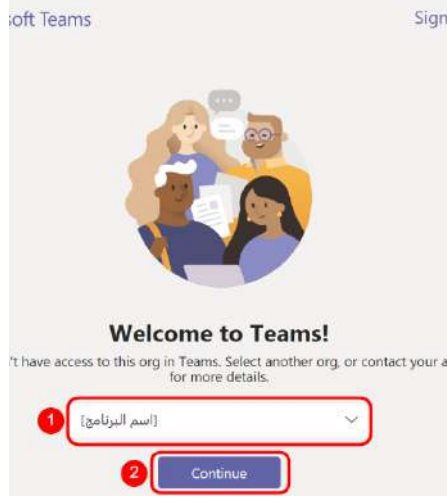 soft Teams
Sign
Welcome to Teams!
't have access to this org in Teams. Select another org, or contact your a
for more details.
1 [اسم البرنامج]
2 Continue